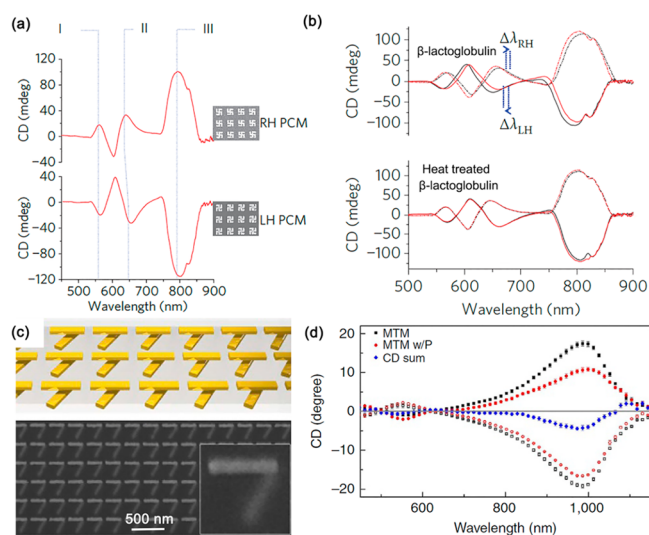 (a)
I II III
120
80
40
0
-40
CD (mdeg)
RH PCM
40
0
-40
-80
-120
CD (mdeg)
LH PCM
500 600 700 800 900
Wavelength (nm)
(b)
β-lactoglobulin
ΔλRH
ΔλLH
100
50
0
-50
-100
CD (mdeg)
Heat treated
β-lactoglobulin
100
50
0
-50
-100
CD (mdeg)
500 600 700 800 900
Wavelength (nm)
(c)
500 nm
(d)
MTM
MTM w/P
CD sum
20
10
0
-10
-20
CD (degree)
600 800 1,000
Wavelength (nm)